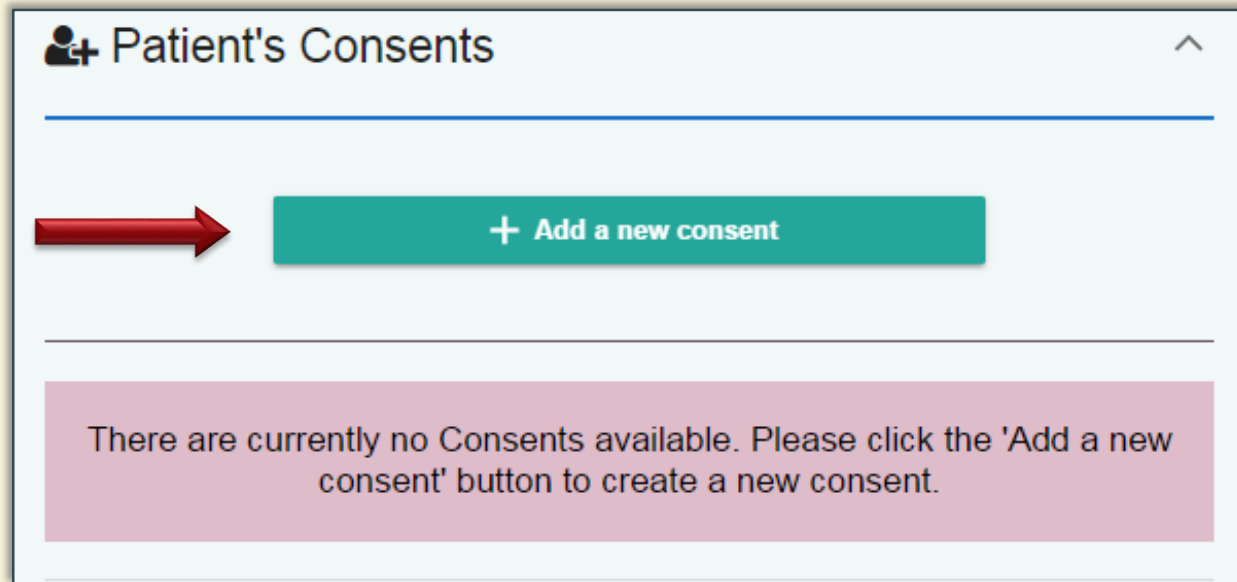 Patient's Consents
+ Add a new consent
There are currently no Consents available. Please click the 'Add a new
consent' button to create a new consent.